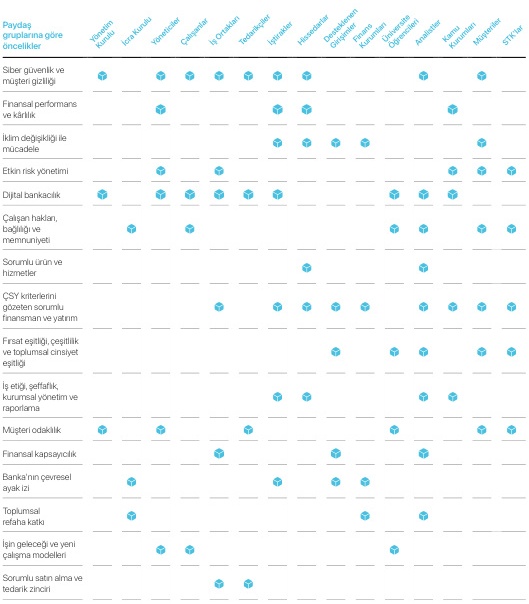 Paydaş
gruplarına göre
öncelikler
Yönetim
Kurulu
İcra Kurulu
Yöneticiler
Çalışanlar
İş Ortakları
Tedarikçiler
İştirakler
Hissedarlar
Desteklenen
Girişimler
Finans
Kurumları
Üniversite
Öğrencileri
Analistler
Kamu
Kurumları
Müşteriler
STK'lar
Siber güvenlik ve
müşteri gizliliği
Finansal performans
ve kârlılık
İklim değişikliği ile
mücadele
Etkin risk yönetimi
Dijital bankacılık
Çalışan hakları,
bağlılığı ve
memnuniyeti
Sorumlu ürün ve
hizmetler
ÇSY kriterlerini
gözeten sorumlu
finansman ve yatırım
Fırsat eşitliği, çeşitlilik
ve toplumsal cinsiyet
eşitliği
İş etiği, şeffaflık,
kurumsal yönetim ve
raporlama
Müşteri odaklılık
Finansal kapsayıcılık
Banka'nın çevresel
ayak izi
Toplumsal
refaha katkı
İşin geleceği ve yeni
çalışma modelleri
Sorumlu satın alma ve
tedarik zinciri